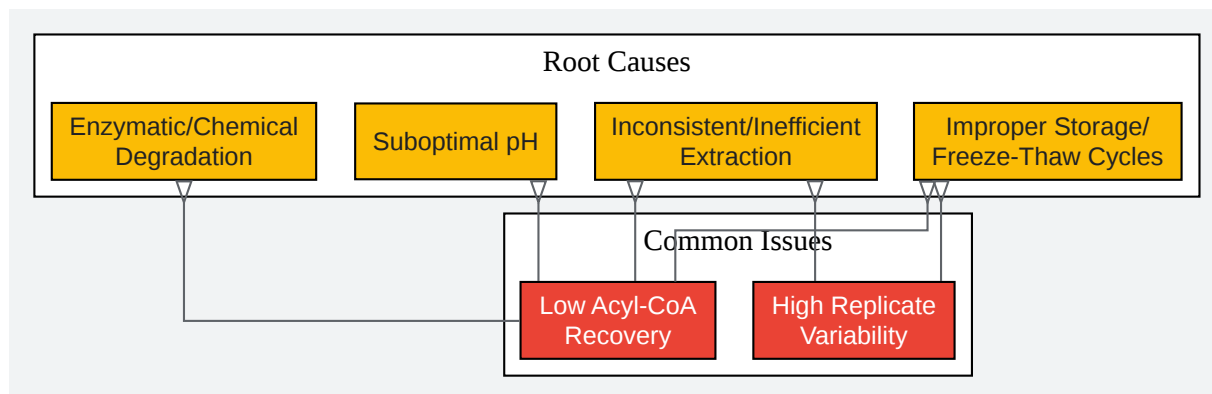 Root Causes
Enzymatic/Chemical
Degradation
Suboptimal pH
Inconsistent/Inefficient
Extraction
Improper Storage/
Freeze-Thaw Cycles
Common Issues
Low Acyl-CoA
Recovery
High Replicate
Variability